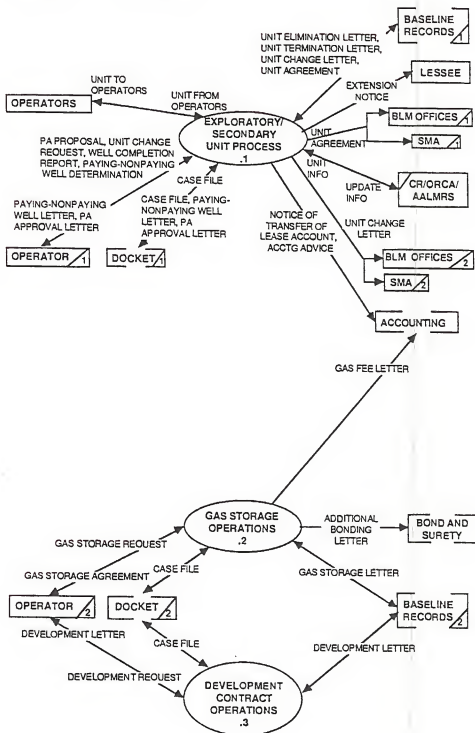 BASELINE
RECORDS /1
UNIT ELIMINATION LETTER,
UNIT TERMINATION LETTER,
UNIT CHANGE LETTER,
UNIT AGREEMENT
LESSEE
EXTENSION
NOTICE
UNIT TO
OPERATORS
UNIT FROM
OPERATORS
OPERATORS
EXPLORATORY/
SECONDARY
UNIT PROCESS
.1
BLM OFFICES /1
UNIT
AGREEMENT
SMA /1
PA PROPOSAL, UNIT CHANGE
REQUEST, WELL COMPLETION
REPORT, PAYING-NONPAYING
WELL DETERMINATION
UNIT
INFO
CASE FILE
UPDATE
INFO
CR/ORCA/
AALMRS
PAYING-NONPAYING
WELL LETTER, PA
APPROVAL LETTER
CASE FILE, PAYING-
NONPAYING WELL
LETTER, PA
APPROVAL LETTER
NOTICE OF
TRANSFER OF
LEASE ACCOUNT,
ACCTG ADVICE
UNIT CHANGE
LETTER
OPERATOR /1
DOCKET /1
BLM OFFICES /2
SMA /2
ACCOUNTING
GAS FEE LETTER
GAS STORAGE
OPERATIONS
.2
ADDITIONAL
BONDING
LETTER
BOND AND
SURETY
GAS STORAGE REQUEST
CASE FILE
GAS STORAGE AGREEMENT
GAS STORAGE LETTER
OPERATOR /2
DOCKET /2
BASELINE
RECORDS /2
DEVELOPMENT LETTER
CASE FILE
DEVELOPMENT LETTER
DEVELOPMENT REQUEST
DEVELOPMENT
CONTRACT
OPERATIONS
.3